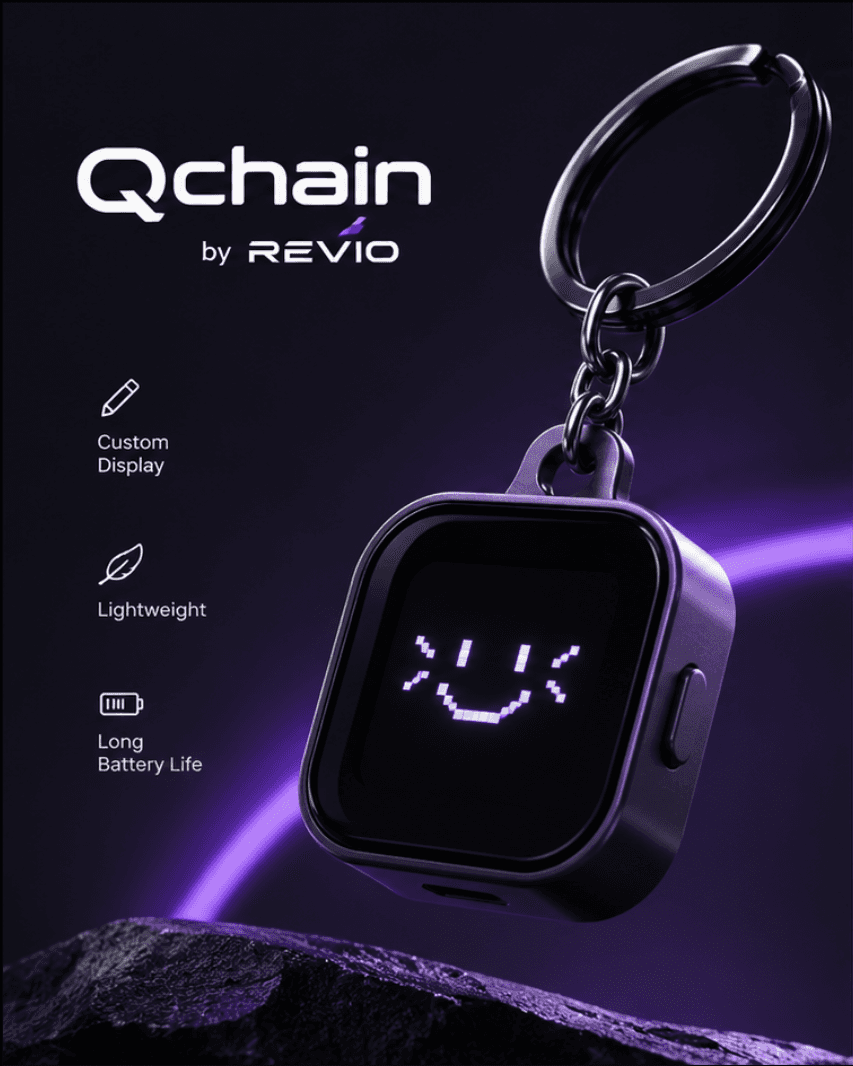 Qchain
by REVIO
Custom
Display
Lightweight
Long
Battery Life